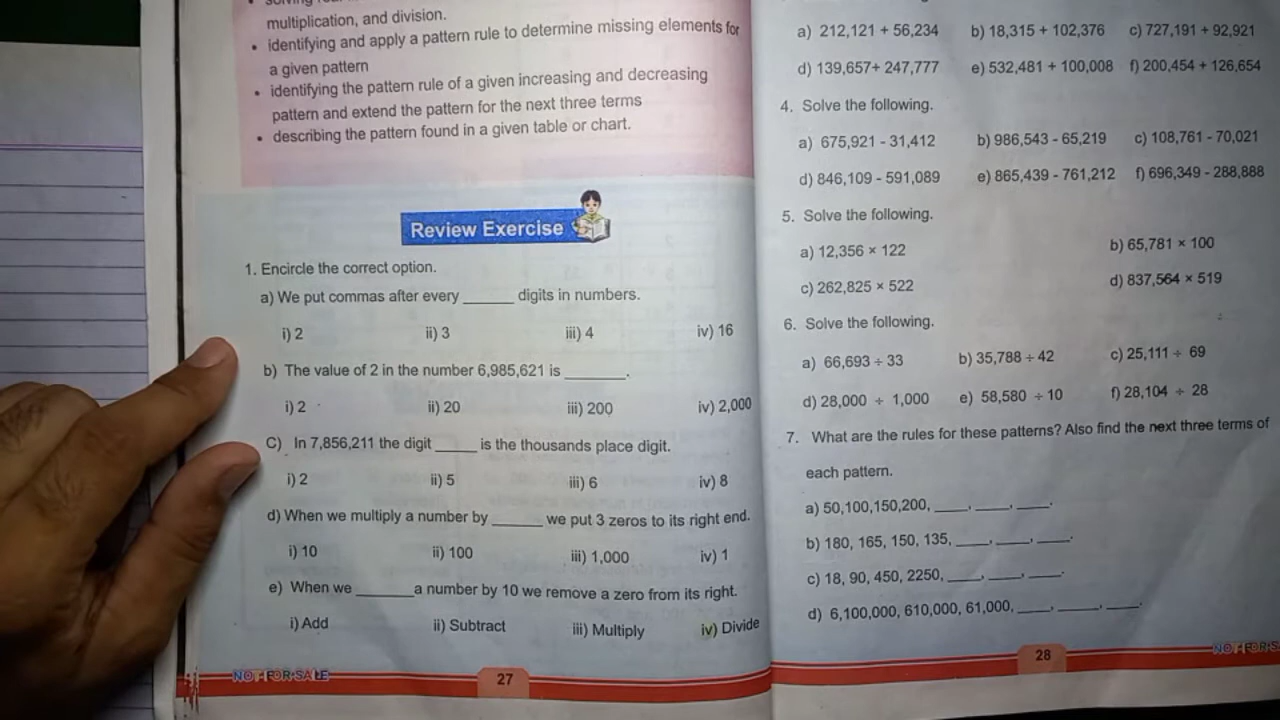 multiplication, and division.
• identifying and apply a pattern rule to determine missing elements for
a given pattern
• identifying the pattern rule of a given increasing and decreasing
pattern and extend the pattern for the next three terms
• describing the pattern found in a given table or chart.
Review Exercise
1. Encircle the correct option.
a) We put commas after every ______ digits in numbers.
i) 2 ii) 3 iii) 4 iv) 16
b) The value of 2 in the number 6,985,621 is _______.
i) 2 ii) 20 iii) 200 iv) 2,000
C) In 7,856,211 the digit _____ is the thousands place digit.
i) 2 ii) 5 iii) 6 iv) 8
d) When we multiply a number by ______ we put 3 zeros to its right end.
i) 10 ii) 100 iii) 1,000 iv) 1
e) When we _______a number by 10 we remove a zero from its right.
i) Add ii) Subtract iii) Multiply iv) Divide
NOT FOR SALE
27
a) 212,121 + 56,234 b) 18,315 + 102,376 c) 727,191 + 92,921
d) 139,657+ 247,777 e) 532,481 + 100,008 f) 200,454 + 126,654
4. Solve the following.
a) 675,921 - 31,412 b) 986,543 - 65,219 c) 108,761 - 70,021
d) 846,109 - 591,089 e) 865,439 - 761,212 f) 696,349 - 288,888
5. Solve the following.
a) 12,356 × 122 b) 65,781 × 100
c) 262,825 × 522 d) 837,564 × 519
6. Solve the following.
a) 66,693 ÷ 33 b) 35,788 ÷ 42 c) 25,111 ÷ 69
d) 28,000 ÷ 1,000 e) 58,580 ÷ 10 f) 28,104 ÷ 28
7. What are the rules for these patterns? Also find the next three terms of
each pattern.
a) 50,100,150,200, ____, ____, ____.
b) 180, 165, 150, 135, ____, ____, ____.
c) 18, 90, 450, 2250, ____, ____, ____.
d) 6,100,000, 610,000, 61,000, ____, ____, ____.
28
NOT FOR S